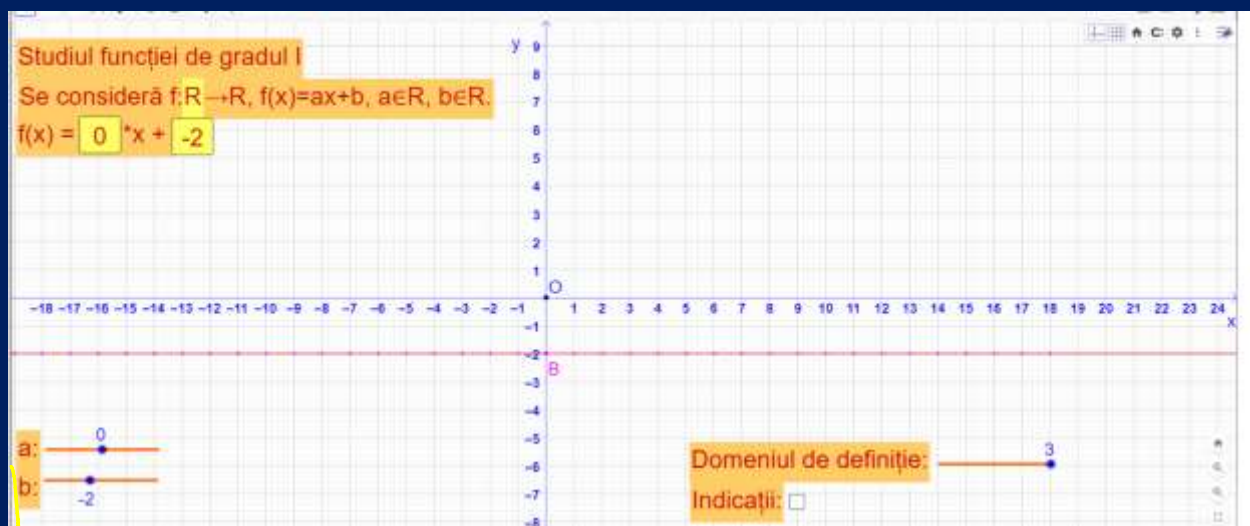 Studiul funcției de gradul I
Se consideră f:R→R, f(x)=ax+b, a∈R, b∈R.
f(x) = 0 *x + -2
y
9
8
7
6
5
4
3
2
1
O
-18 -17 -16 -15 -14 -13 -12 -11 -10 -9 -8 -7 -6 -5 -4 -3 -2 -1 1 2 3 4 5 6 7 8 9 10 11 12 13 14 15 16 17 18 19 20 21 22 23 24
x
-1
-2
B
-3
-4
-5
-6
-7
-8
a: 0
b: -2
Domeniul de definiție: 3
Indicații: